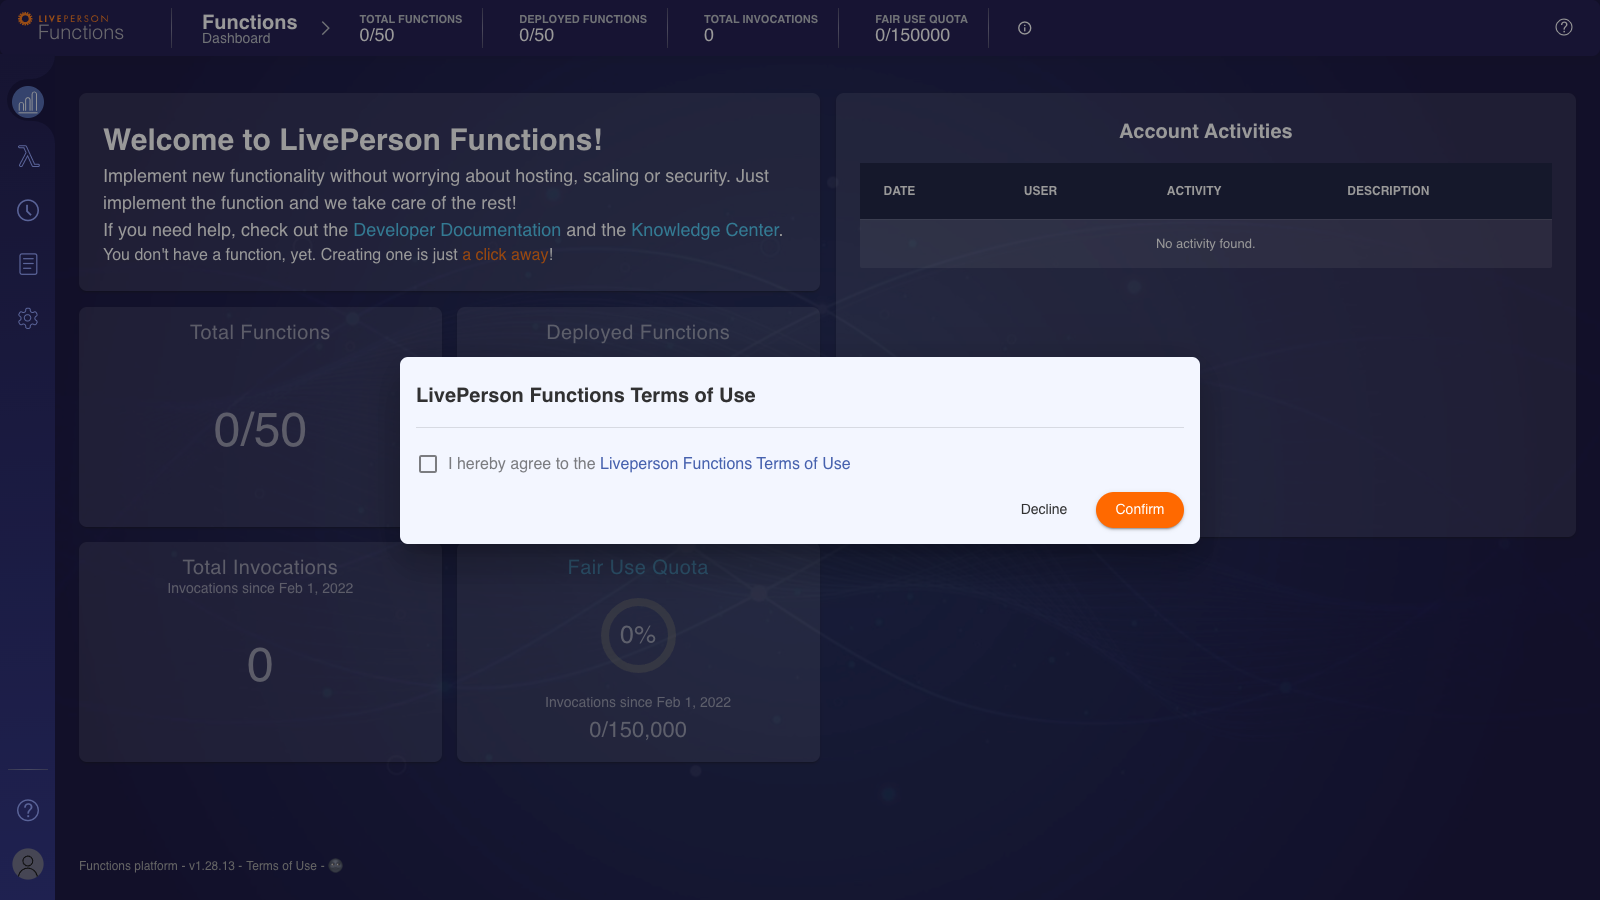 LIVEPERSON
Functions
Functions
Dashboard
TOTAL FUNCTIONS
0/50
DEPLOYED FUNCTIONS
0/50
TOTAL INVOCATIONS
0
FAIR USE QUOTA
0/150000
Welcome to LivePerson Functions!
Implement new functionality without worrying about hosting, scaling or security. Just
implement the function and we take care of the rest!
If you need help, check out the Developer Documentation and the Knowledge Center.
You don't have a function, yet. Creating one is just a click away!
Account Activities
DATE USER ACTIVITY DESCRIPTION
No activity found.
Total Functions
0/50
Deployed Functions
LivePerson Functions Terms of Use
I hereby agree to the Liveperson Functions Terms of Use
Decline Confirm
Total Invocations
Invocations since Feb 1, 2022
0
Fair Use Quota
0%
Invocations since Feb 1, 2022
0/150,000
Functions platform - v1.28.13 - Terms of Use -